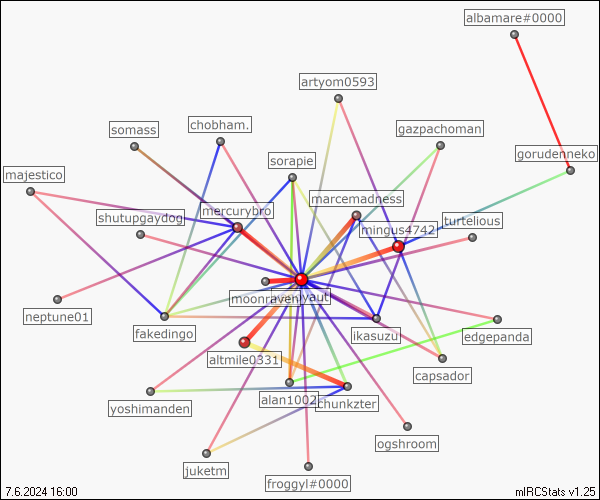 albamare#0000
artyom0593
somass
chobham.
gazpachoman
sorapie
gorudenneko
majestico
marcemadness
mercurybro
shutupgaydog
turtelious
mingus4742
moonraven
neptune01
fakedingo
ikasuzu
edgepanda
altmile0331
capsador
alan1002
chunkzter
yoshimanden
ogshroom
juketm
froggyl#0000
7.6.2024 16:00
mIRCStats v1.25